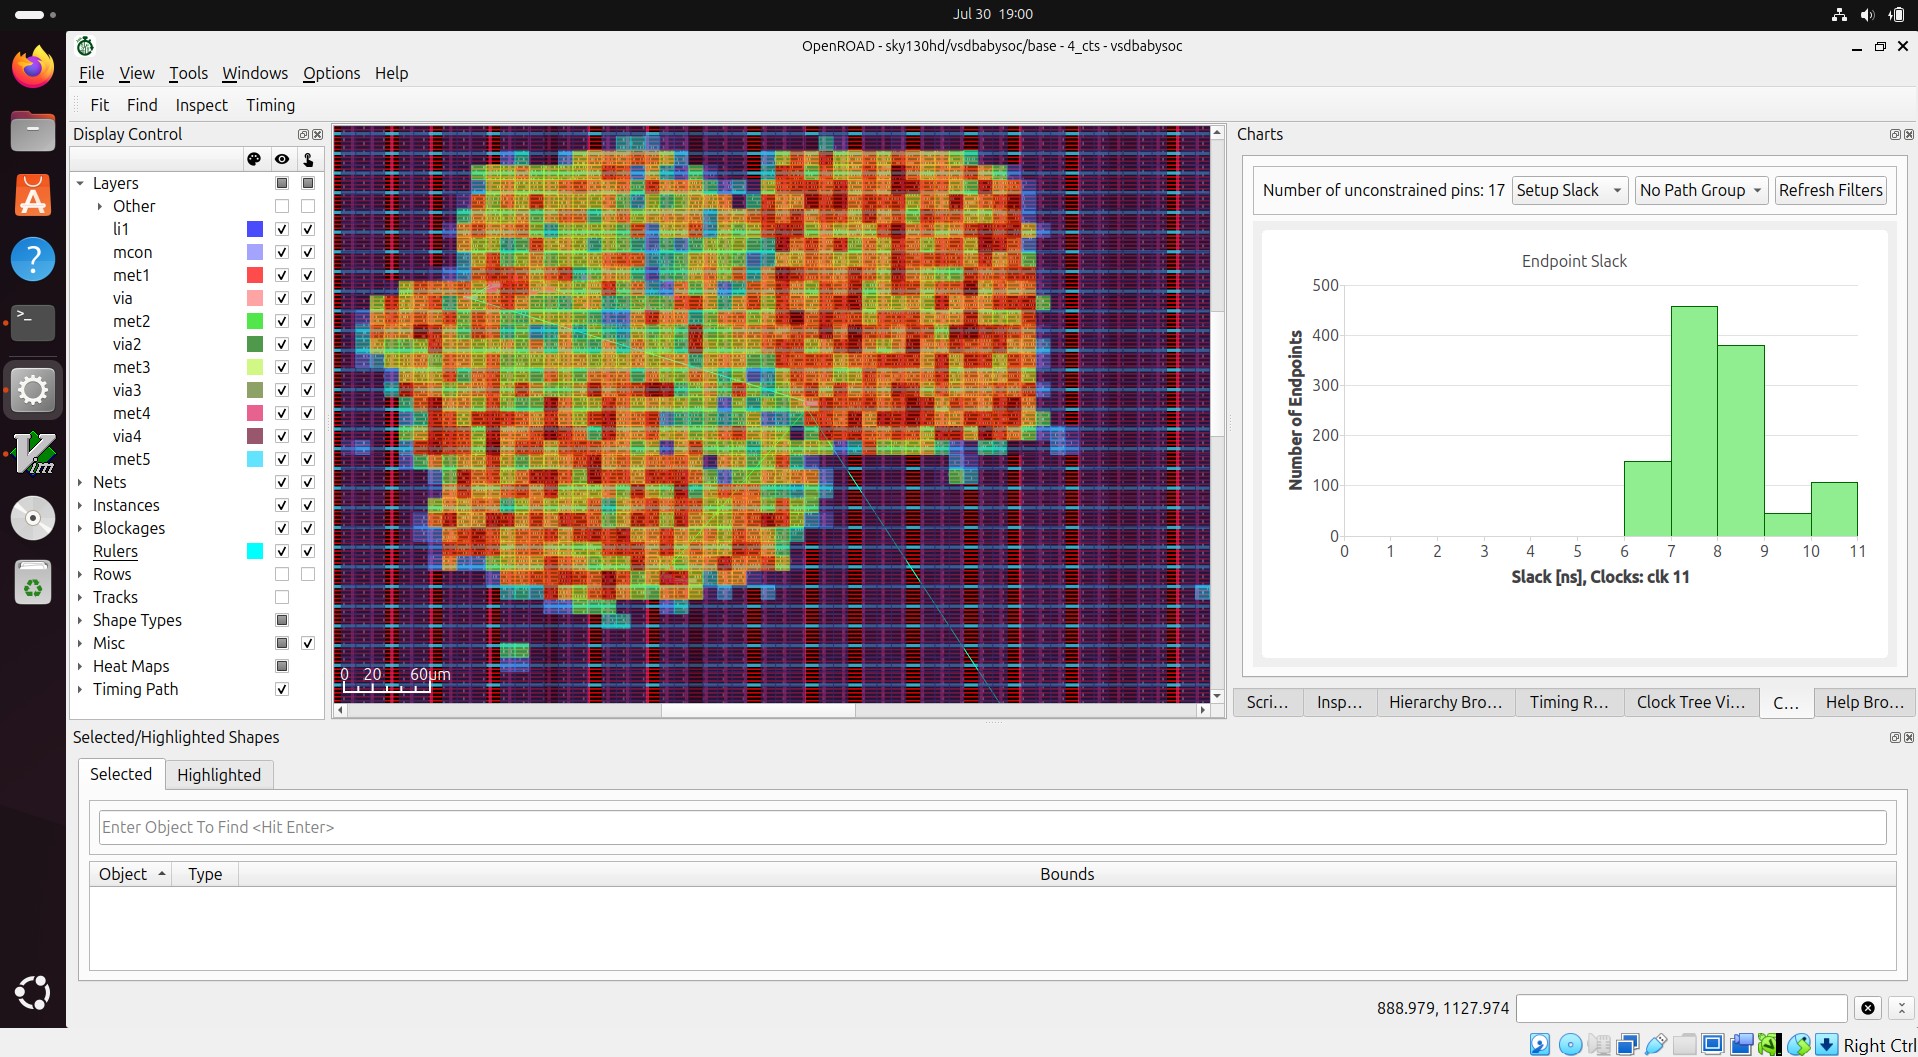 Jul 30 19:00
OpenROAD - sky130hd/vsdbabysoc/base - 4_cts - vsdbabysoc
File View Tools Windows Options Help
Fit Find Inspect Timing
Display Control
Layers
Other
li1
mcon
met1
via
met2
via2
met3
via3
met4
via4
met5
Nets
Instances
Blockages
Rulers
Rows
Tracks
Shape Types
Misc
Heat Maps
Timing Path
0 20 60um
Charts
Number of unconstrained pins: 17 Setup Slack No Path Group Refresh Filters
Endpoint Slack
Number of Endpoints
500
400
300
200
100
0
0 1 2 3 4 5 6 7 8 9 10 11
Slack [ns], Clocks: clk 11
Scri... Insp... Hierarchy Bro... Timing R... Clock Tree Vi... C... Help Bro...
Selected/Highlighted Shapes
Selected Highlighted
Enter Object To Find <Hit Enter>
Object Type Bounds
888.979, 1127.974
Right Ctrl